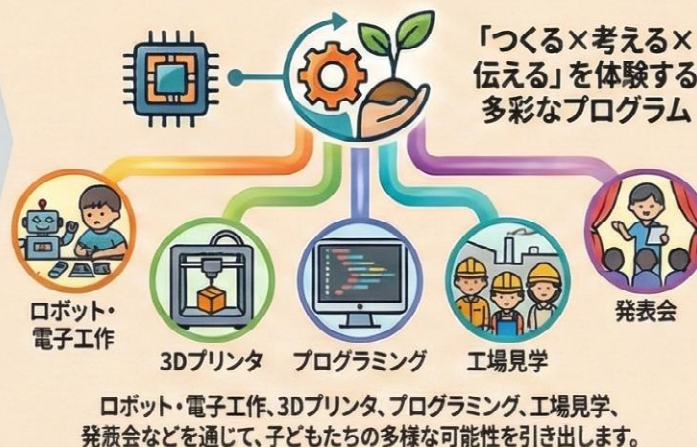 「つくる×考える×
伝える」を体験する
多彩なプログラム
ロボット・
電子工作
3Dプリンタ
プログラミング
工場見学
発表会
ロボット・電子工作、3Dプリンタ、プログラミング、工場見学、
発表会などを通じて、子どもたちの多様な可能性を引き出します。